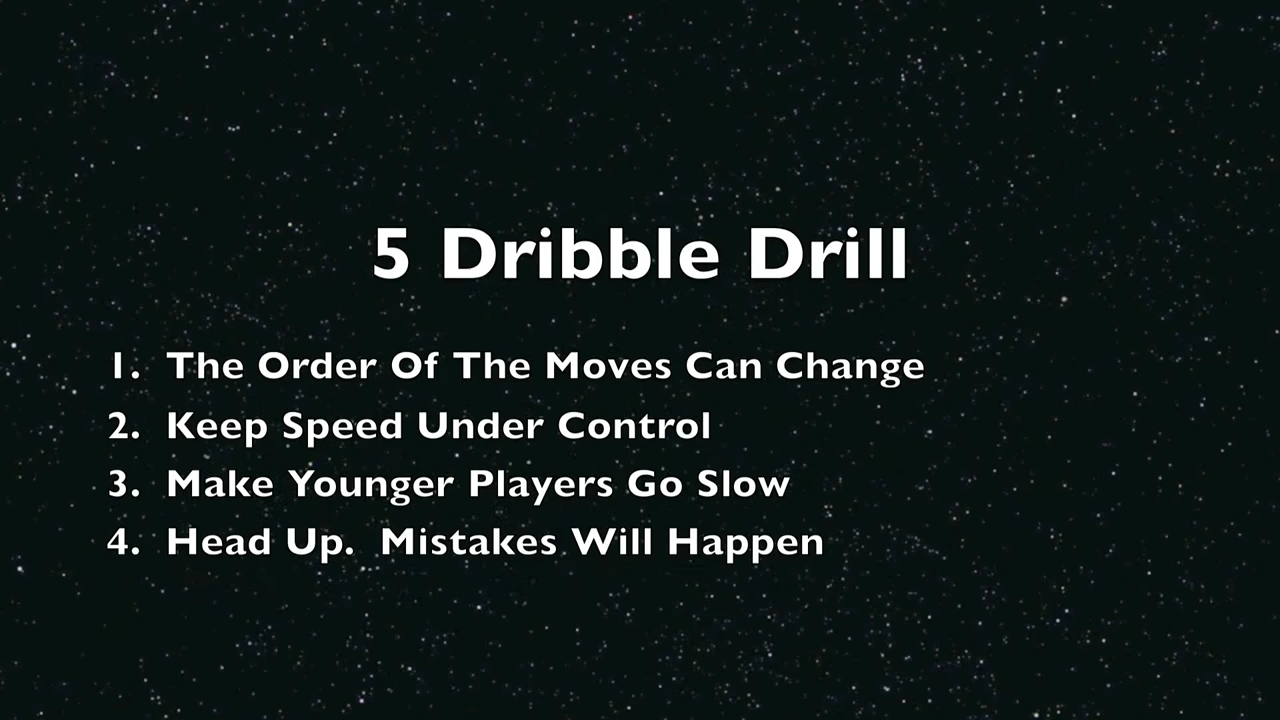 5 Dribble Drill
1. The Order Of The Moves Can Change
2. Keep Speed Under Control
3. Make Younger Players Go Slow
4. Head Up. Mistakes Will Happen